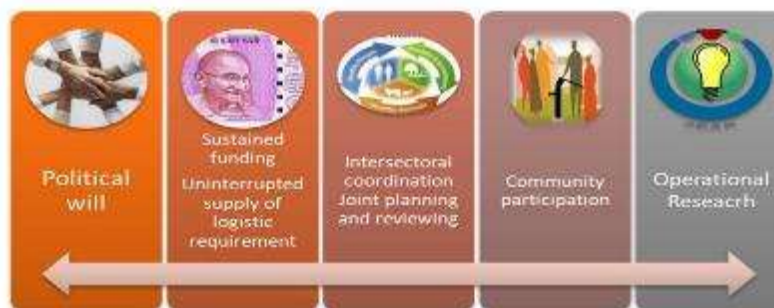 Political
will
Sustained
funding
Uninterrupted
supply of
logistic
requirement
Intersectoral
coordination
Joint planning
and reviewing
Community
participation
Operational
Reseacrh